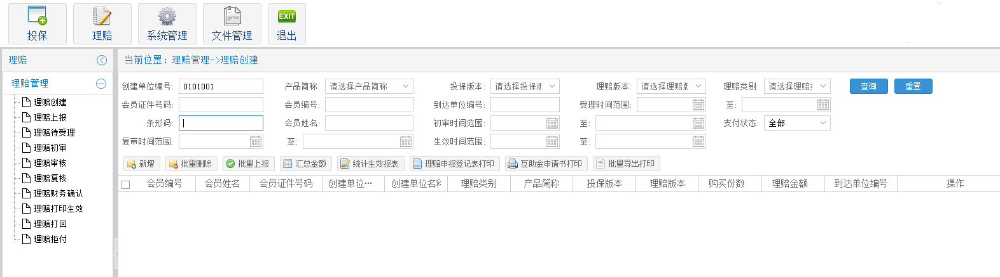 EXIT
投保 理赔 系统管理 文件管理 退出
理赔 当前位置：理赔管理->理赔创建
理赔管理
理赔创建
理赔上报
理赔待受理
理赔初审
理赔审核
理赔复核
理赔财务确认
理赔打印生效
理赔打回
理赔拒付
创建单位编号: 0101001 产品简称: 请选择产品简称 投保版本: 请选择投保版 理赔版本: 请选择理赔版 理赔类别: 请选择理赔类 查询 重置
会员证件号码: 会员编号: 到达单位编号: 受理时间范围: 至:
条形码: 会员姓名: 初审时间范围: 至: 支付状态: 全部
复审时间范围: 至: 生效时间范围: 至:
新增 批量删除 批量上报 汇总金额 统计生效报表 理赔申报登记表打印 互助金申请书打印 批量导出打印
会员编号 会员姓名 会员证件号码 创建单位… 创建单位名称 理赔类别 产品简称 投保版本 理赔版本 购买份数 理赔金额 到达单位编号 操作